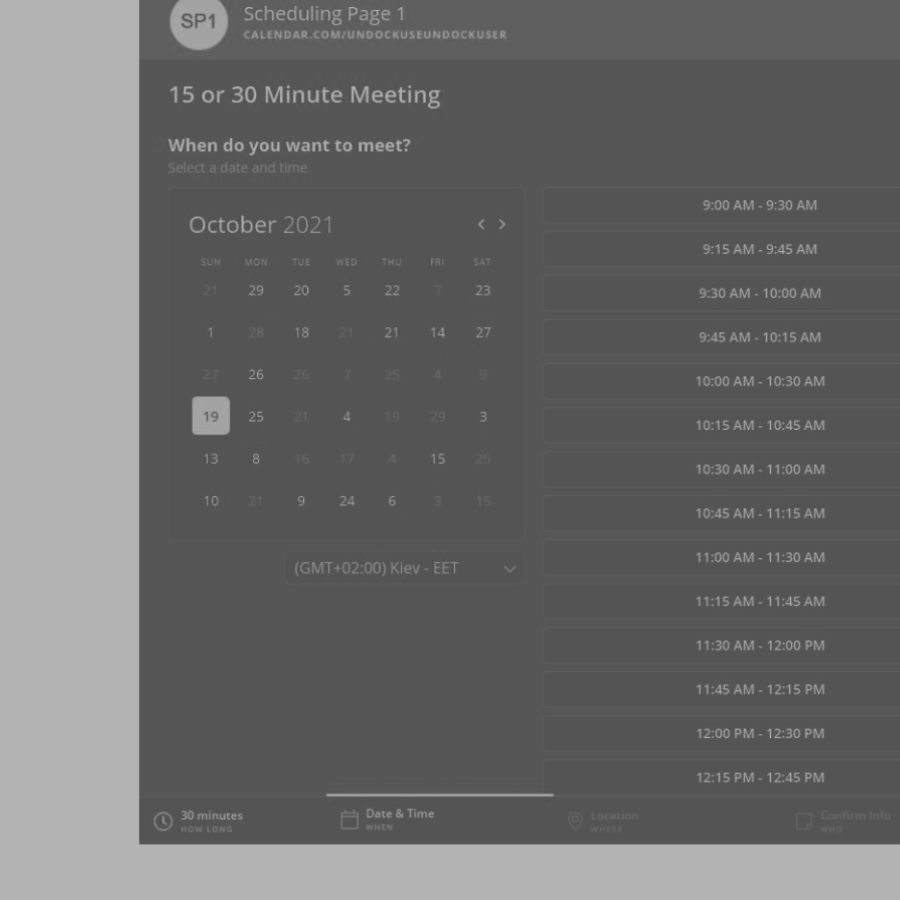 SP1
Scheduling Page 1
CALENDAR.COM/UNDOCKUSEUNDOCKUSER
15 or 30 Minute Meeting
When do you want to meet?
Select a date and time
October 2021
SUN MON TUE WED THU FRI SAT
21 29 20 5 22 7 23
1 28 18 21 21 14 27
27 26 26 7 25 4 9
19 25 21 4 19 29 3
13 8 16 17 4 15 25
10 21 9 24 6 3 15
(GMT+02:00) Kiev - EET
9:00 AM - 9:30 AM
9:15 AM - 9:45 AM
9:30 AM - 10:00 AM
9:45 AM - 10:15 AM
10:00 AM - 10:30 AM
10:15 AM - 10:45 AM
10:30 AM - 11:00 AM
10:45 AM - 11:15 AM
11:00 AM - 11:30 AM
11:15 AM - 11:45 AM
11:30 AM - 12:00 PM
11:45 AM - 12:15 PM
12:00 PM - 12:30 PM
12:15 PM - 12:45 PM
30 minutes
HOW LONG
Date & Time
WHEN
Location
WHERE
Confirm Info
WHO